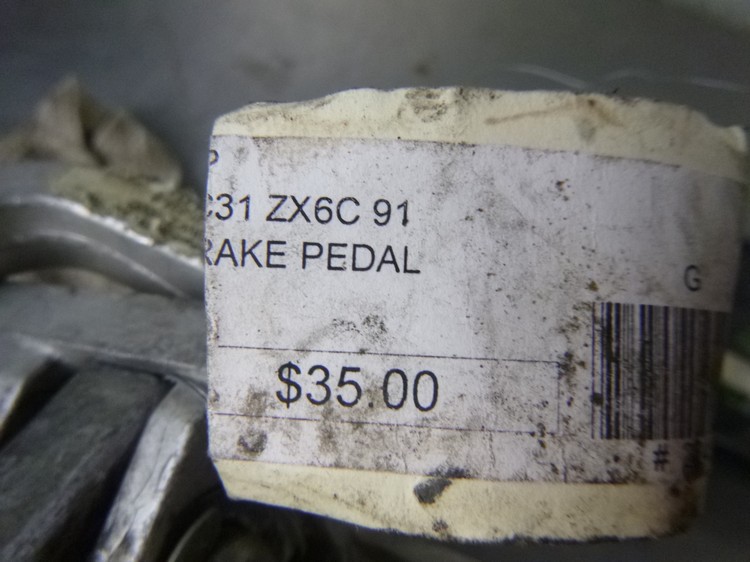 P
C31 ZX6C 91
RAKE PEDAL
G
$35.00
#